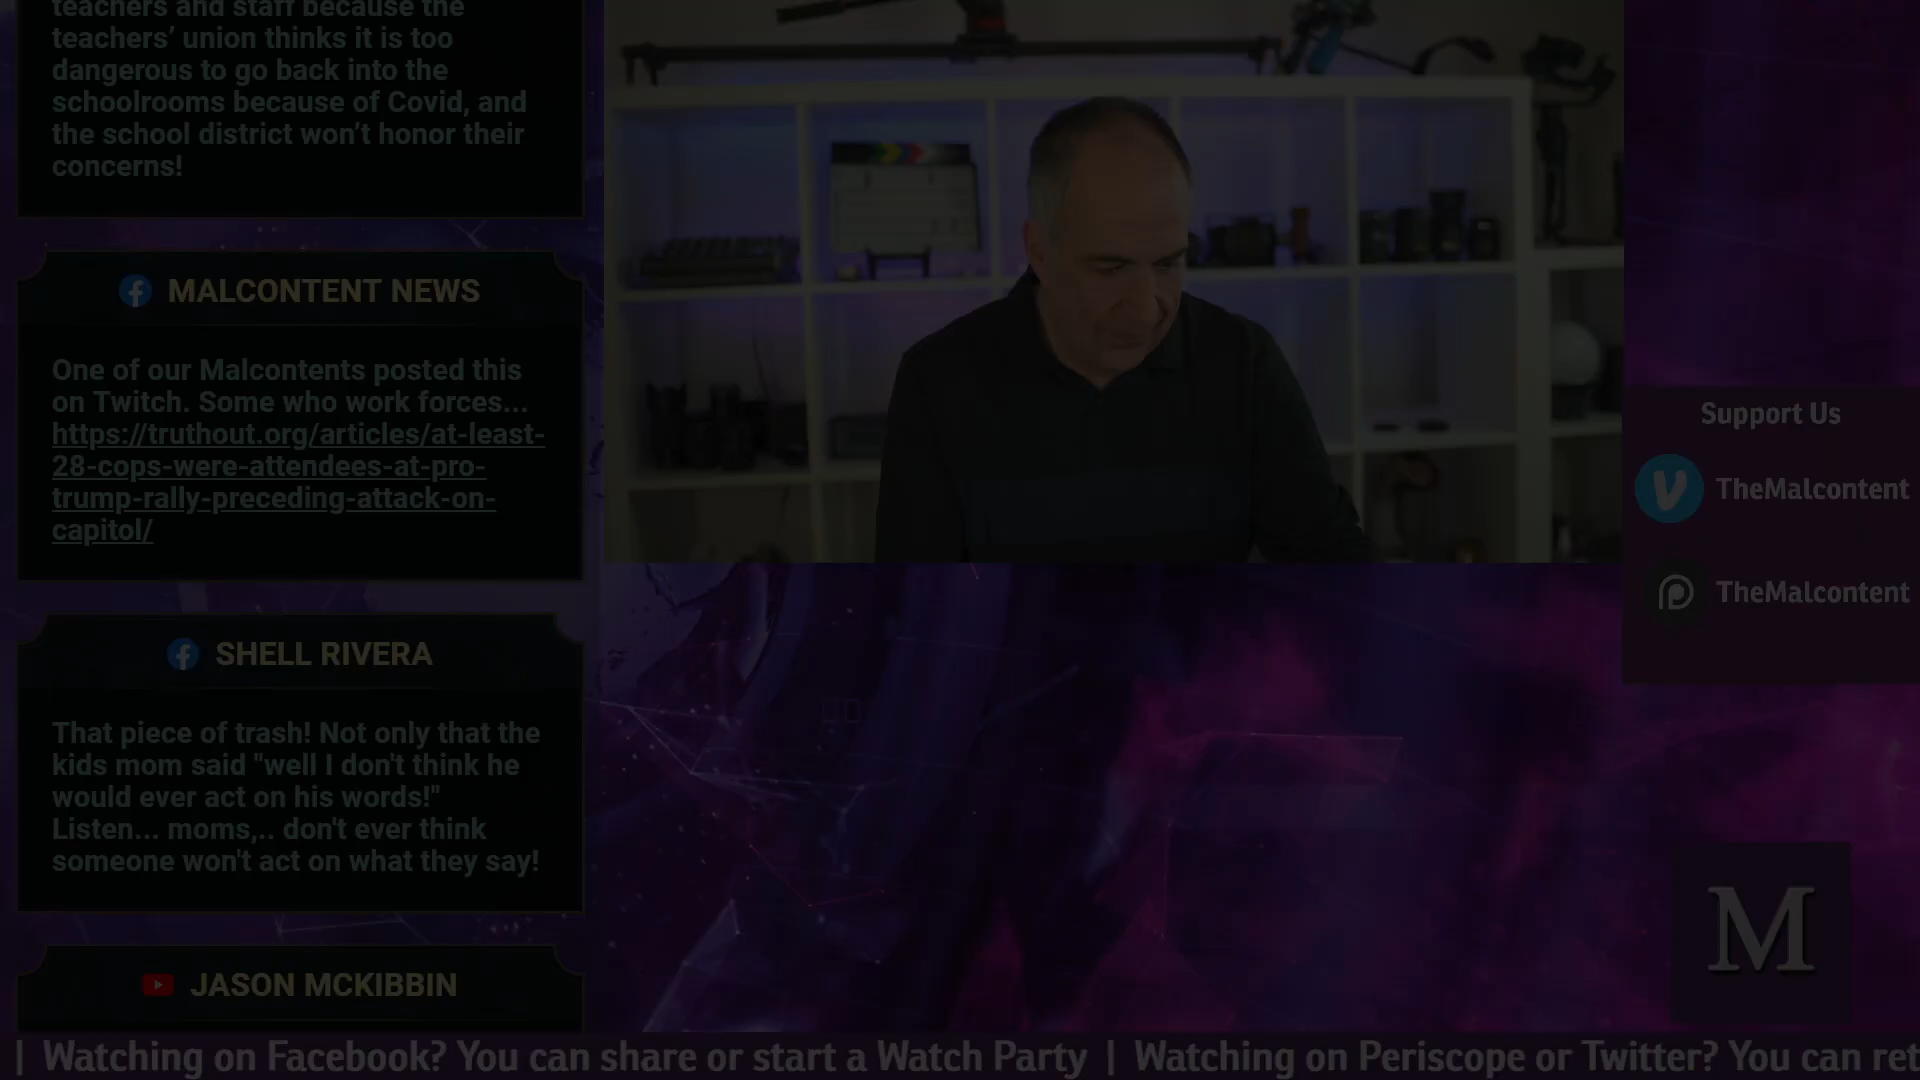 teachers and staff because the
teachers’ union thinks it is too
dangerous to go back into the
schoolrooms because of Covid, and
the school district won’t honor their
concerns!
MALCONTENT NEWS
One of our Malcontents posted this
on Twitch. Some who work forces...
https://truthout.org/articles/at-least-
28-cops-were-attendees-at-pro-
trump-rally-preceding-attack-on-
capitol/
SHELL RIVERA
That piece of trash! Not only that the
kids mom said "well I don't think he
would ever act on his words!"
Listen... moms,.. don't ever think
someone won't act on what they say!
JASON MCKIBBIN
Support Us
TheMalcontent
TheMalcontent
M
| Watching on Facebook? You can share or start a Watch Party | Watching on Periscope or Twitter? You can ret